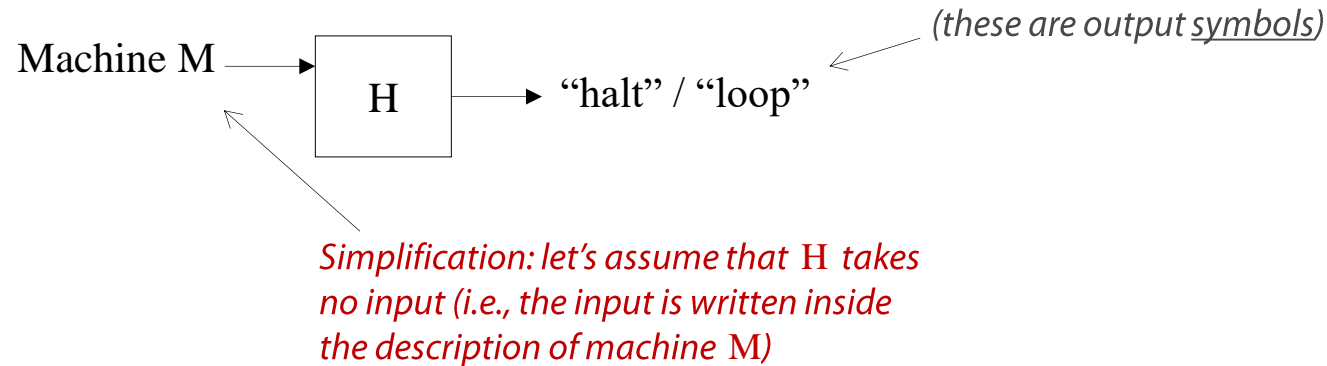 (these are output symbols)
Machine M
H
“halt” / “loop”
Simplification: let’s assume that H takes
no input (i.e., the input is written inside
the description of machine M)